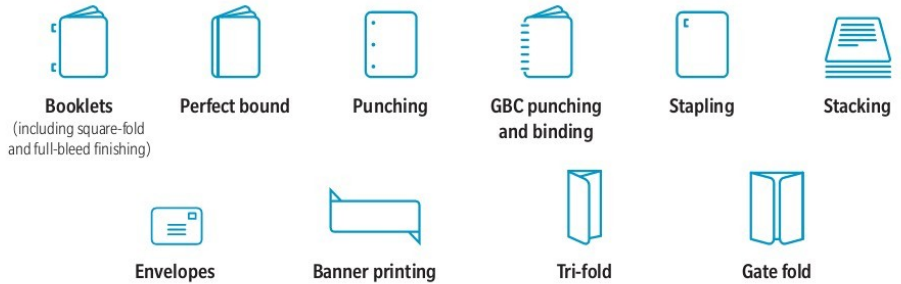 Booklets
(including square-fold
and full-bleed finishing)
Perfect bound
Punching
GBC punching
and binding
Stapling
Stacking
Envelopes
Banner printing
Tri-fold
Gate fold